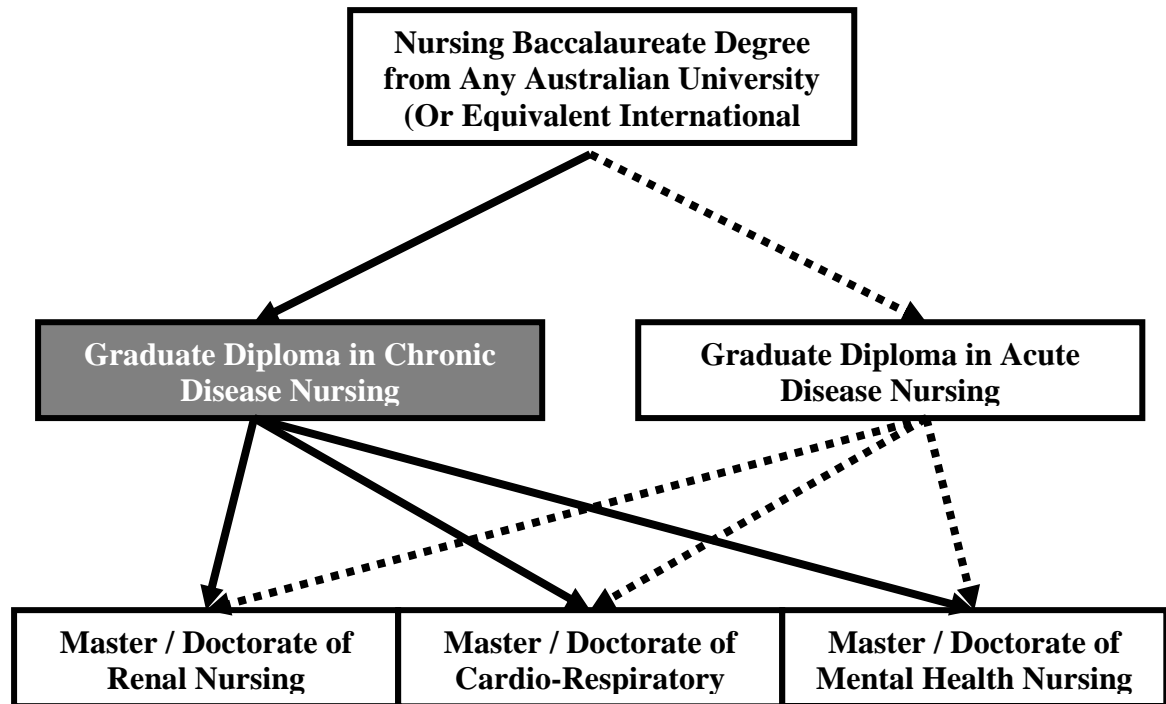 Nursing Baccalaureate Degree
from Any Australian University
(Or Equivalent International
Graduate Diploma in Chronic
Disease Nursing
Graduate Diploma in Acute
Disease Nursing
Master / Doctorate of
Renal Nursing
Master / Doctorate of
Cardio-Respiratory
Master / Doctorate of
Mental Health Nursing